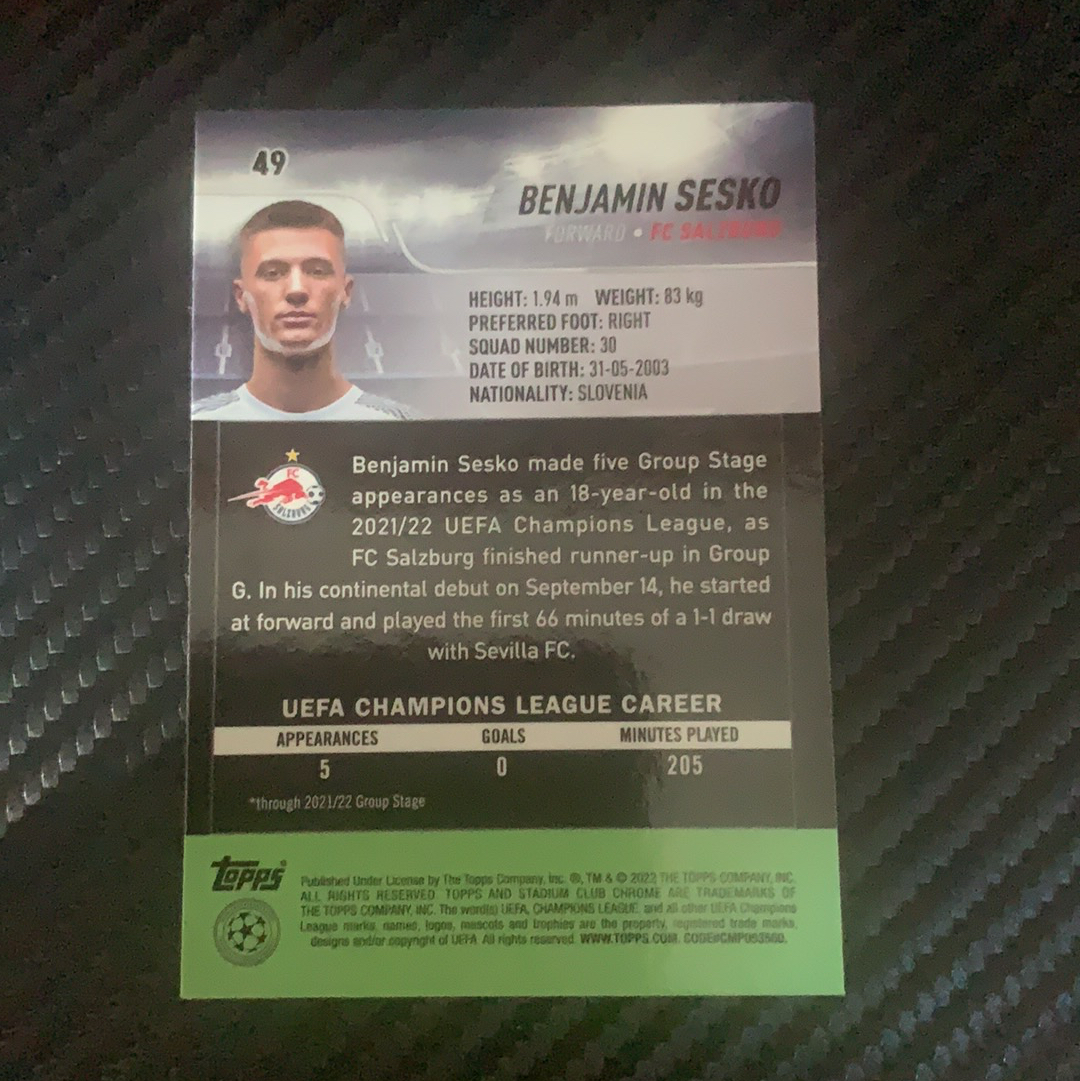 49
BENJAMIN SESKO
FORWARD • FC SALZBURG
HEIGHT: 1.94 m WEIGHT: 83 kg
PREFERRED FOOT: RIGHT
SQUAD NUMBER: 30
DATE OF BIRTH: 31-05-2003
NATIONALITY: SLOVENIA
FC
SALZBURG
Benjamin Sesko made five Group Stage
appearances as an 18-year-old in the
2021/22 UEFA Champions League, as
FC Salzburg finished runner-up in Group
G. In his continental debut on September 14, he started
at forward and played the first 66 minutes of a 1-1 draw
with Sevilla FC.
UEFA CHAMPIONS LEAGUE CAREER
APPEARANCES GOALS MINUTES PLAYED
5 0 205
*through 2021/22 Group Stage
Topps
Published Under License by The Topps Company, Inc. ®, TM & © 2022 THE TOPPS COMPANY, INC.
ALL RIGHTS RESERVED. TOPPS AND STADIUM CLUB CHROME ARE TRADEMARKS OF
THE TOPPS COMPANY, INC. The word(s) UEFA, CHAMPIONS LEAGUE, and all other UEFA Champions
League marks, names, logos, mascots and trophies are the property, registered trade marks,
designs and/or copyright of UEFA. All rights reserved. WWW.TOPPS.COM.